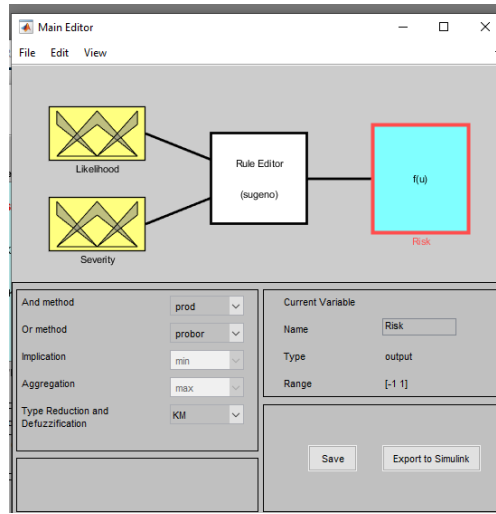 Main Editor
File Edit View
Likelihood
Severity
Rule Editor
(sugeno)
f(u)
Risk
And method prod
Or method probor
Implication min
Aggregation max
Type Reduction and
Defuzzification KM
Current Variable
Name Risk
Type output
Range [-1 1]
Save Export to Simulink